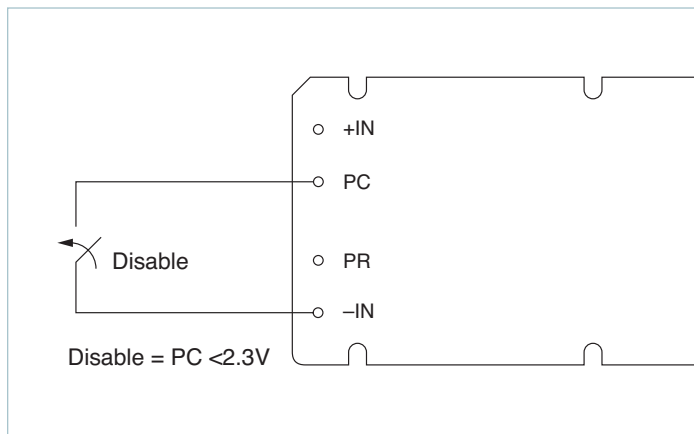 +IN
PC
Disable
PR
–IN
Disable = PC <2.3V